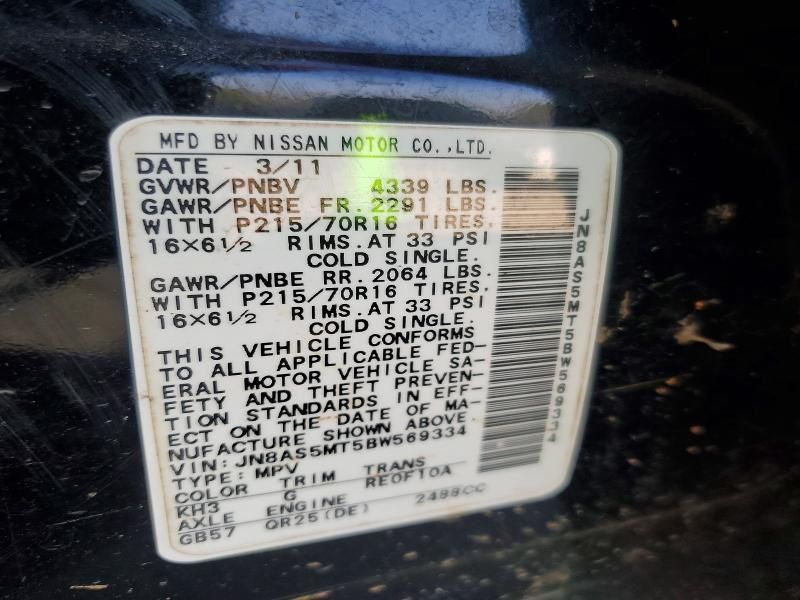 MFD BY NISSAN MOTOR CO.,LTD.
DATE 3/11
GVWR/PNBV 4339 LBS.
GAWR/PNBE FR. 2291 LBS.
WITH P215/70R16 TIRES.
16X6½ RIMS.AT 33 PSI
COLD SINGLE.
GAWR/PNBE RR. 2064 LBS.
WITH P215/70R16 TIRES.
16X6½ RIMS.AT 33 PSI
COLD SINGLE.
THIS VEHICLE CONFORMS
TO ALL APPLICABLE FED-
ERAL MOTOR VEHICLE SA-
FETY AND THEFT PREVEN-
TION STANDARDS IN EFF-
ECT ON THE DATE OF MA-
NUFACTURE SHOWN ABOVE.
VIN: JN8AS5MT5BW569334
TYPE: MPV
COLOR TRIM TRANS
KH3 G RE0F10A
AXLE ENGINE 2488CC
GB57 QR25(DE)
JN8AS5MT5BW569334